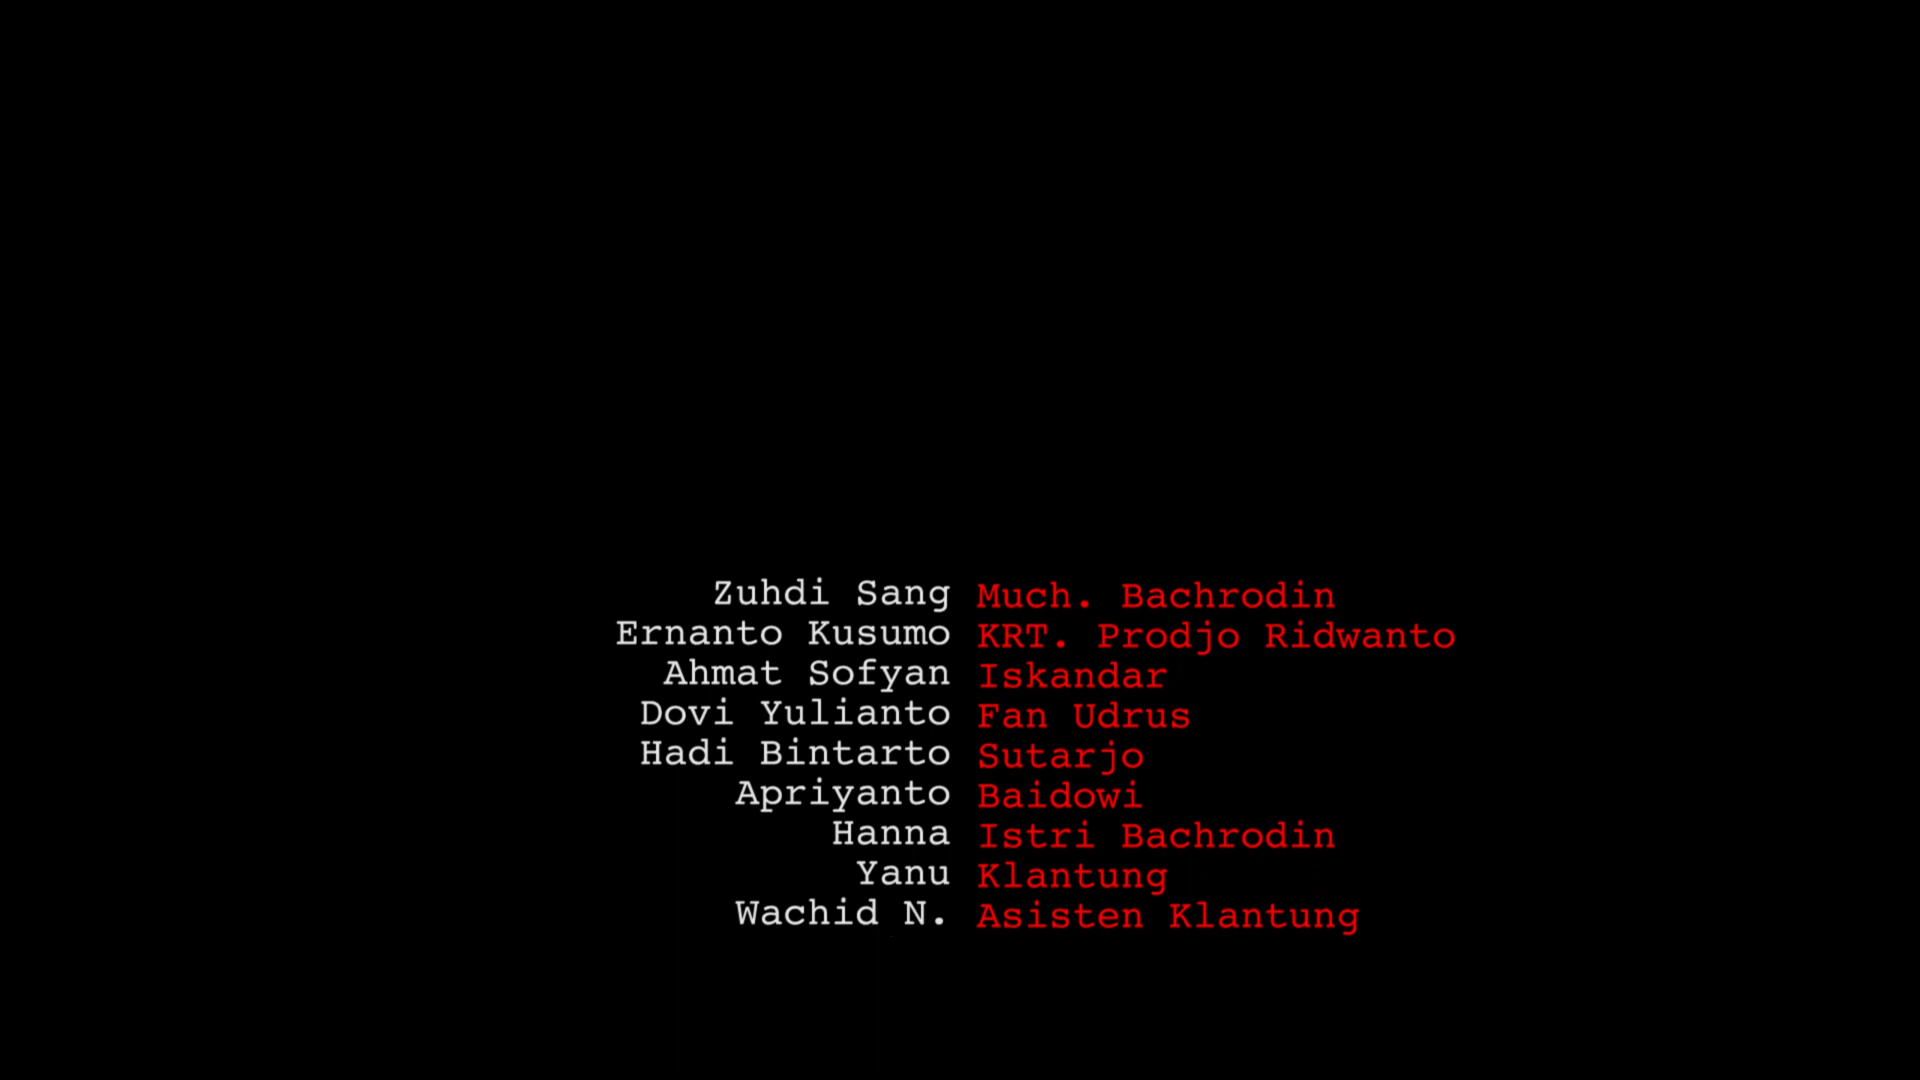 Zuhdi Sang Much. Bachrodin
Ernanto Kusumo KRT. Prodjo Ridwanto
Ahmat Sofyan Iskandar
Dovi Yulianto Fan Udrus
Hadi Bintarto Sutarjo
Apriyanto Baidowi
Hanna Istri Bachrodin
Yanu Klantung
Wachid N. Asisten Klantung